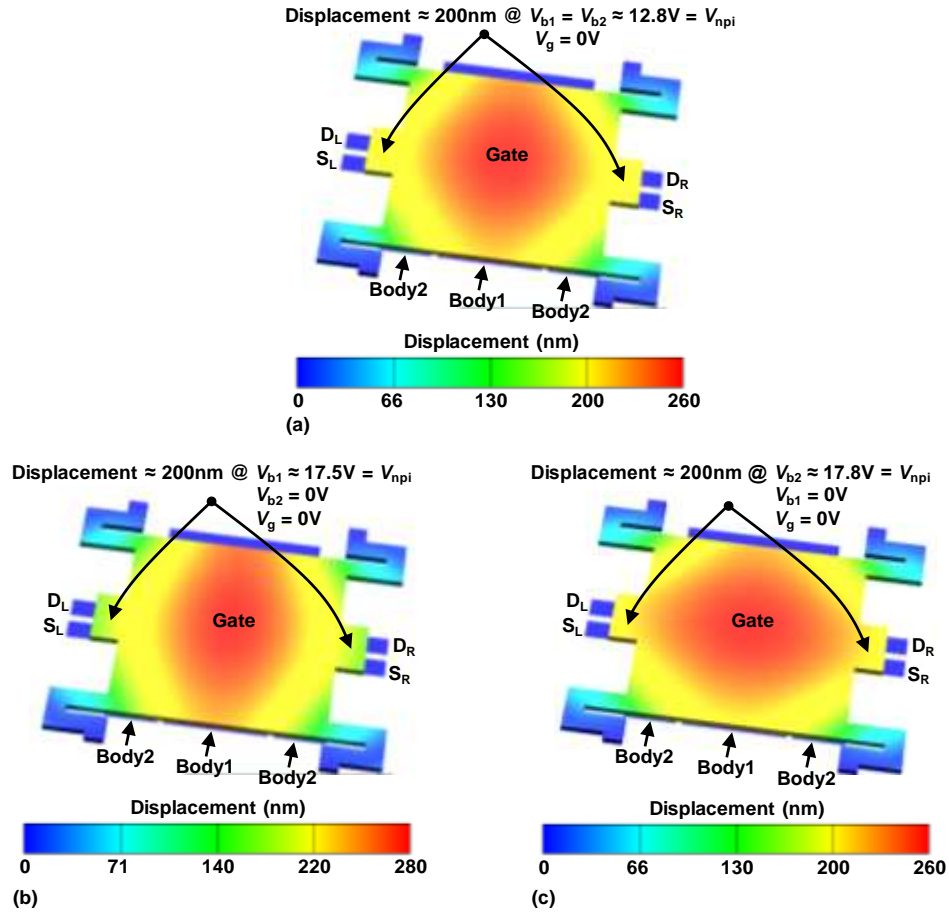 Displacement ≈ 200nm @ Vb1 = Vb2 ≈ 12.8V = Vnpi
Vg = 0V
DL
SL
Gate
DR
SR
Body2
Body1
Body2
Displacement (nm)
0 66 130 200 260
(a)
Displacement ≈ 200nm @ Vb1 ≈ 17.5V = Vnpi
Vb2 = 0V
Vg = 0V
DL
SL
Gate
DR
SR
Body2
Body1
Body2
Displacement (nm)
0 71 140 220 280
(b)
Displacement ≈ 200nm @ Vb2 ≈ 17.8V = Vnpi
Vb1 = 0V
Vg = 0V
DL
SL
Gate
DR
SR
Body2
Body1
Body2
Displacement (nm)
0 66 130 200 260
(c)